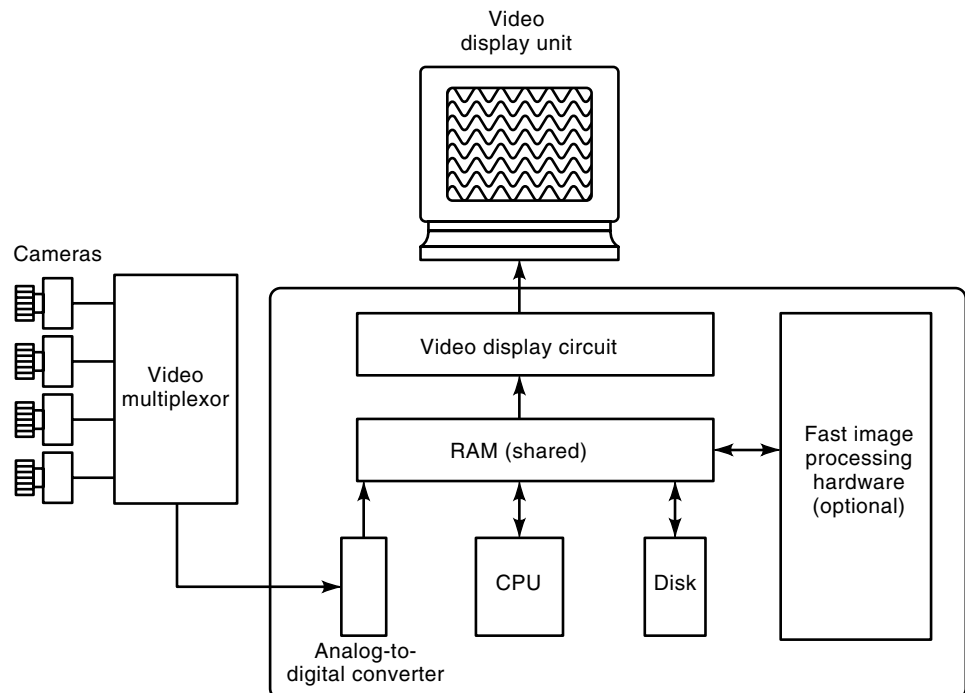 Video
display unit
Cameras
Video
multiplexor
Video display circuit
RAM (shared)
Fast image
processing
hardware
(optional)
CPU
Disk
Analog-to-
digital converter